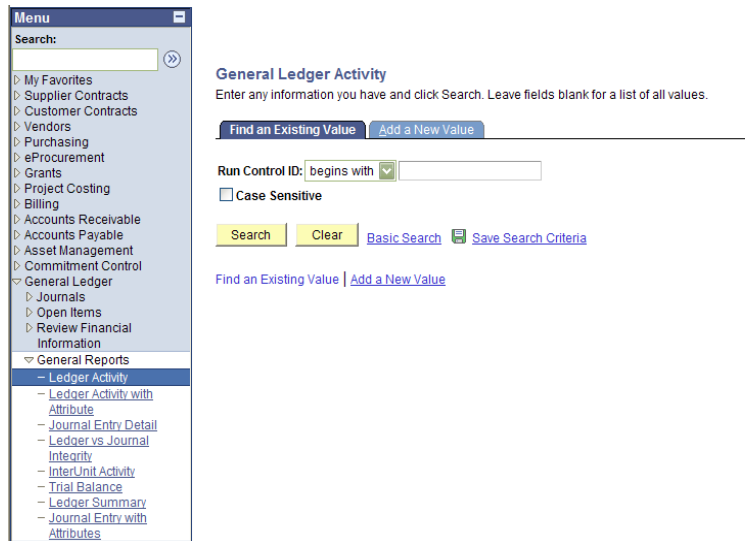 Menu
Search:
My Favorites
Supplier Contracts
Customer Contracts
Vendors
Purchasing
eProcurement
Grants
Project Costing
Billing
Accounts Receivable
Accounts Payable
Asset Management
Commitment Control
General Ledger
Journals
Open Items
Review Financial
Information
General Reports
– Ledger Activity
– Ledger Activity with
Attribute
– Journal Entry Detail
– Ledger vs Journal
Integrity
– InterUnit Activity
– Trial Balance
– Ledger Summary
– Journal Entry with
Attributes
General Ledger Activity
Enter any information you have and click Search. Leave fields blank for a list of all values.
Find an Existing Value Add a New Value
Run Control ID: begins with
Case Sensitive
Search Clear Basic Search Save Search Criteria
Find an Existing Value | Add a New Value